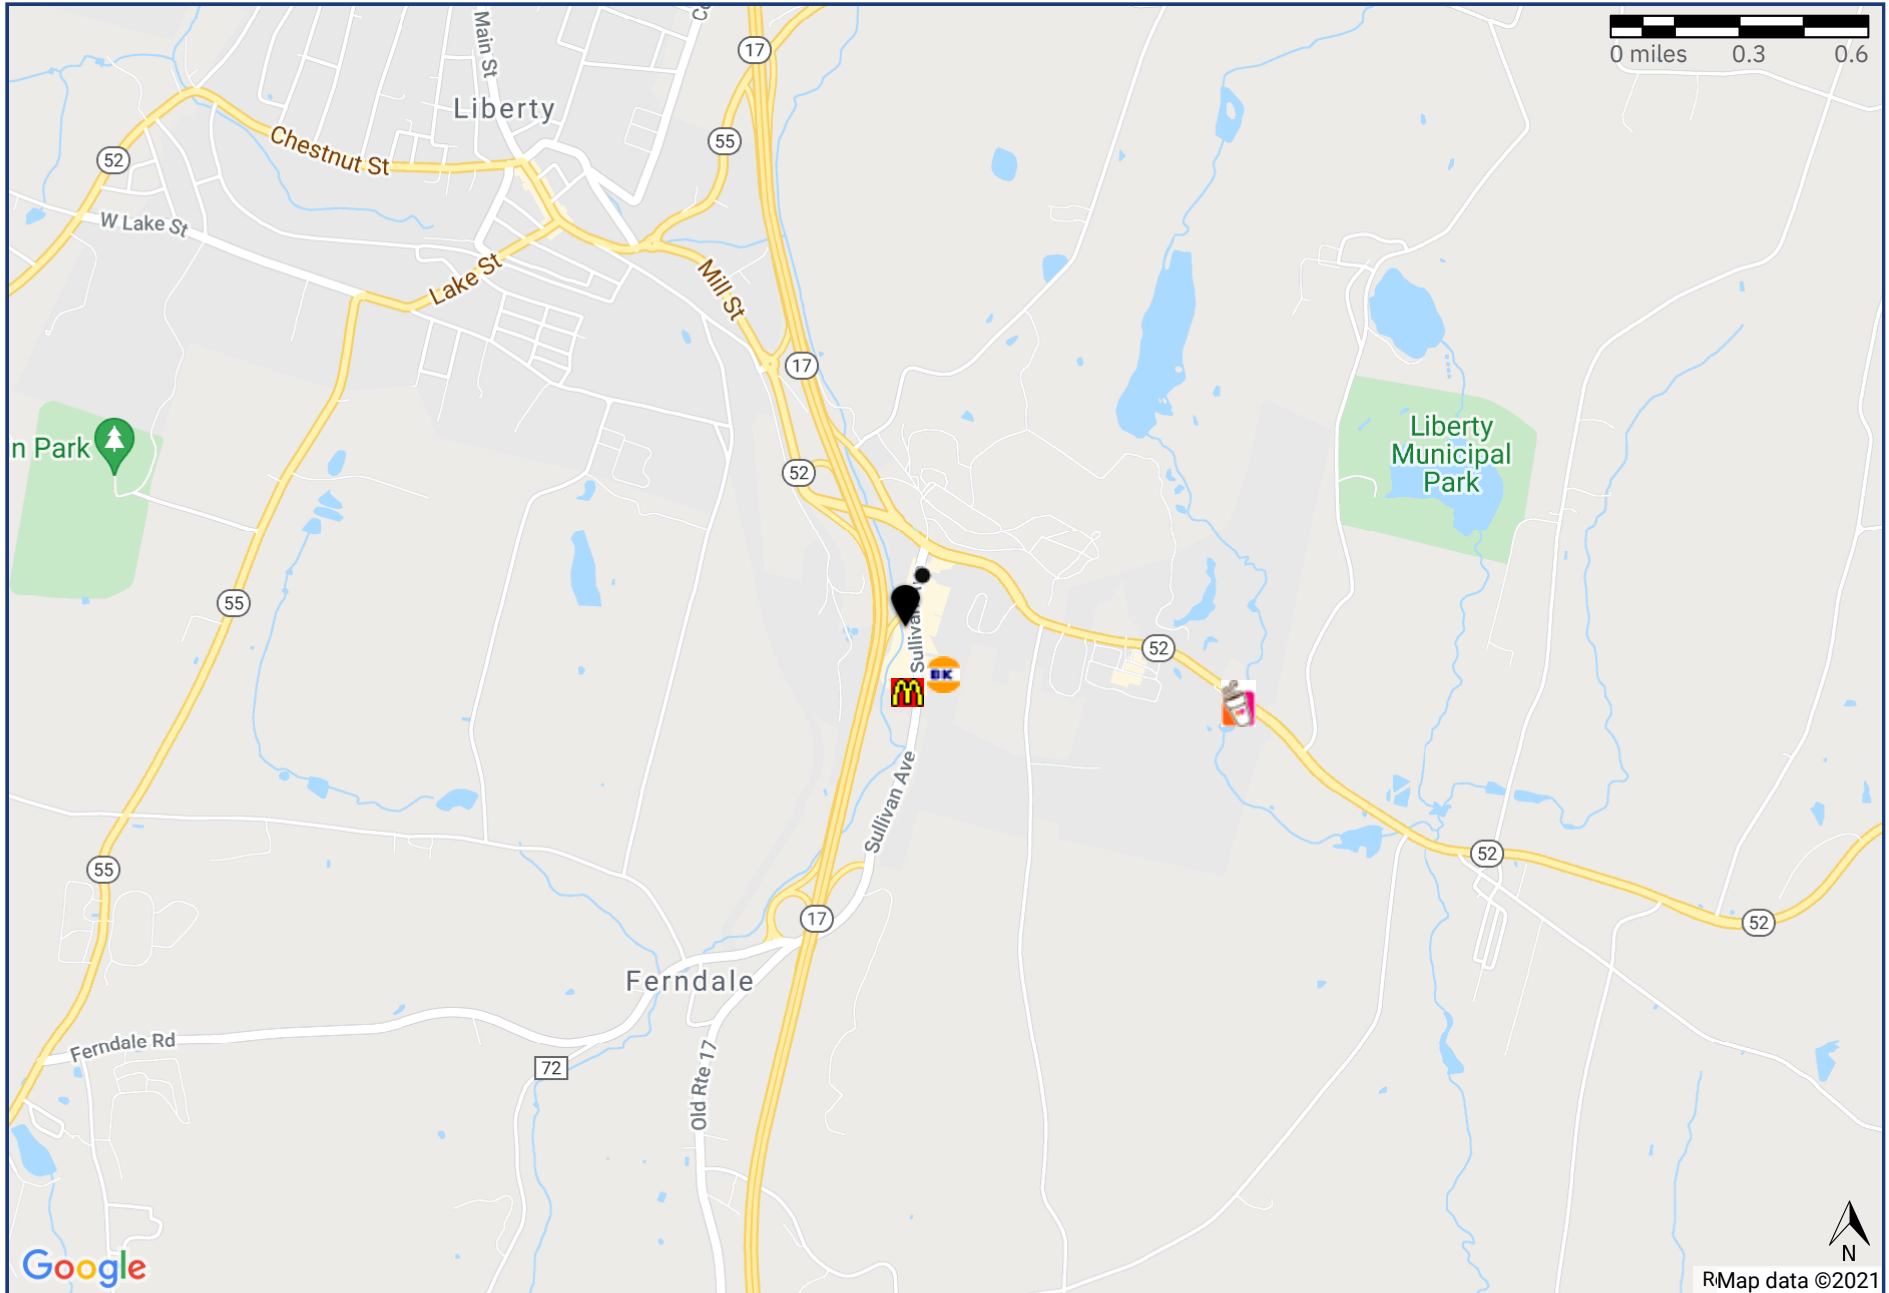 Main St
17
0 miles 0.3 0.6
Liberty
55
Chestnut St
52
W Lake St
Lake St
Mill St
17
n Park
Liberty
Municipal
Park
52
55
Sullivan
BK
52
Sullivan Ave
52
55
17
52
Ferndale
Ferndale Rd
72
Old Rte 17
N
Google
Map data ©2021